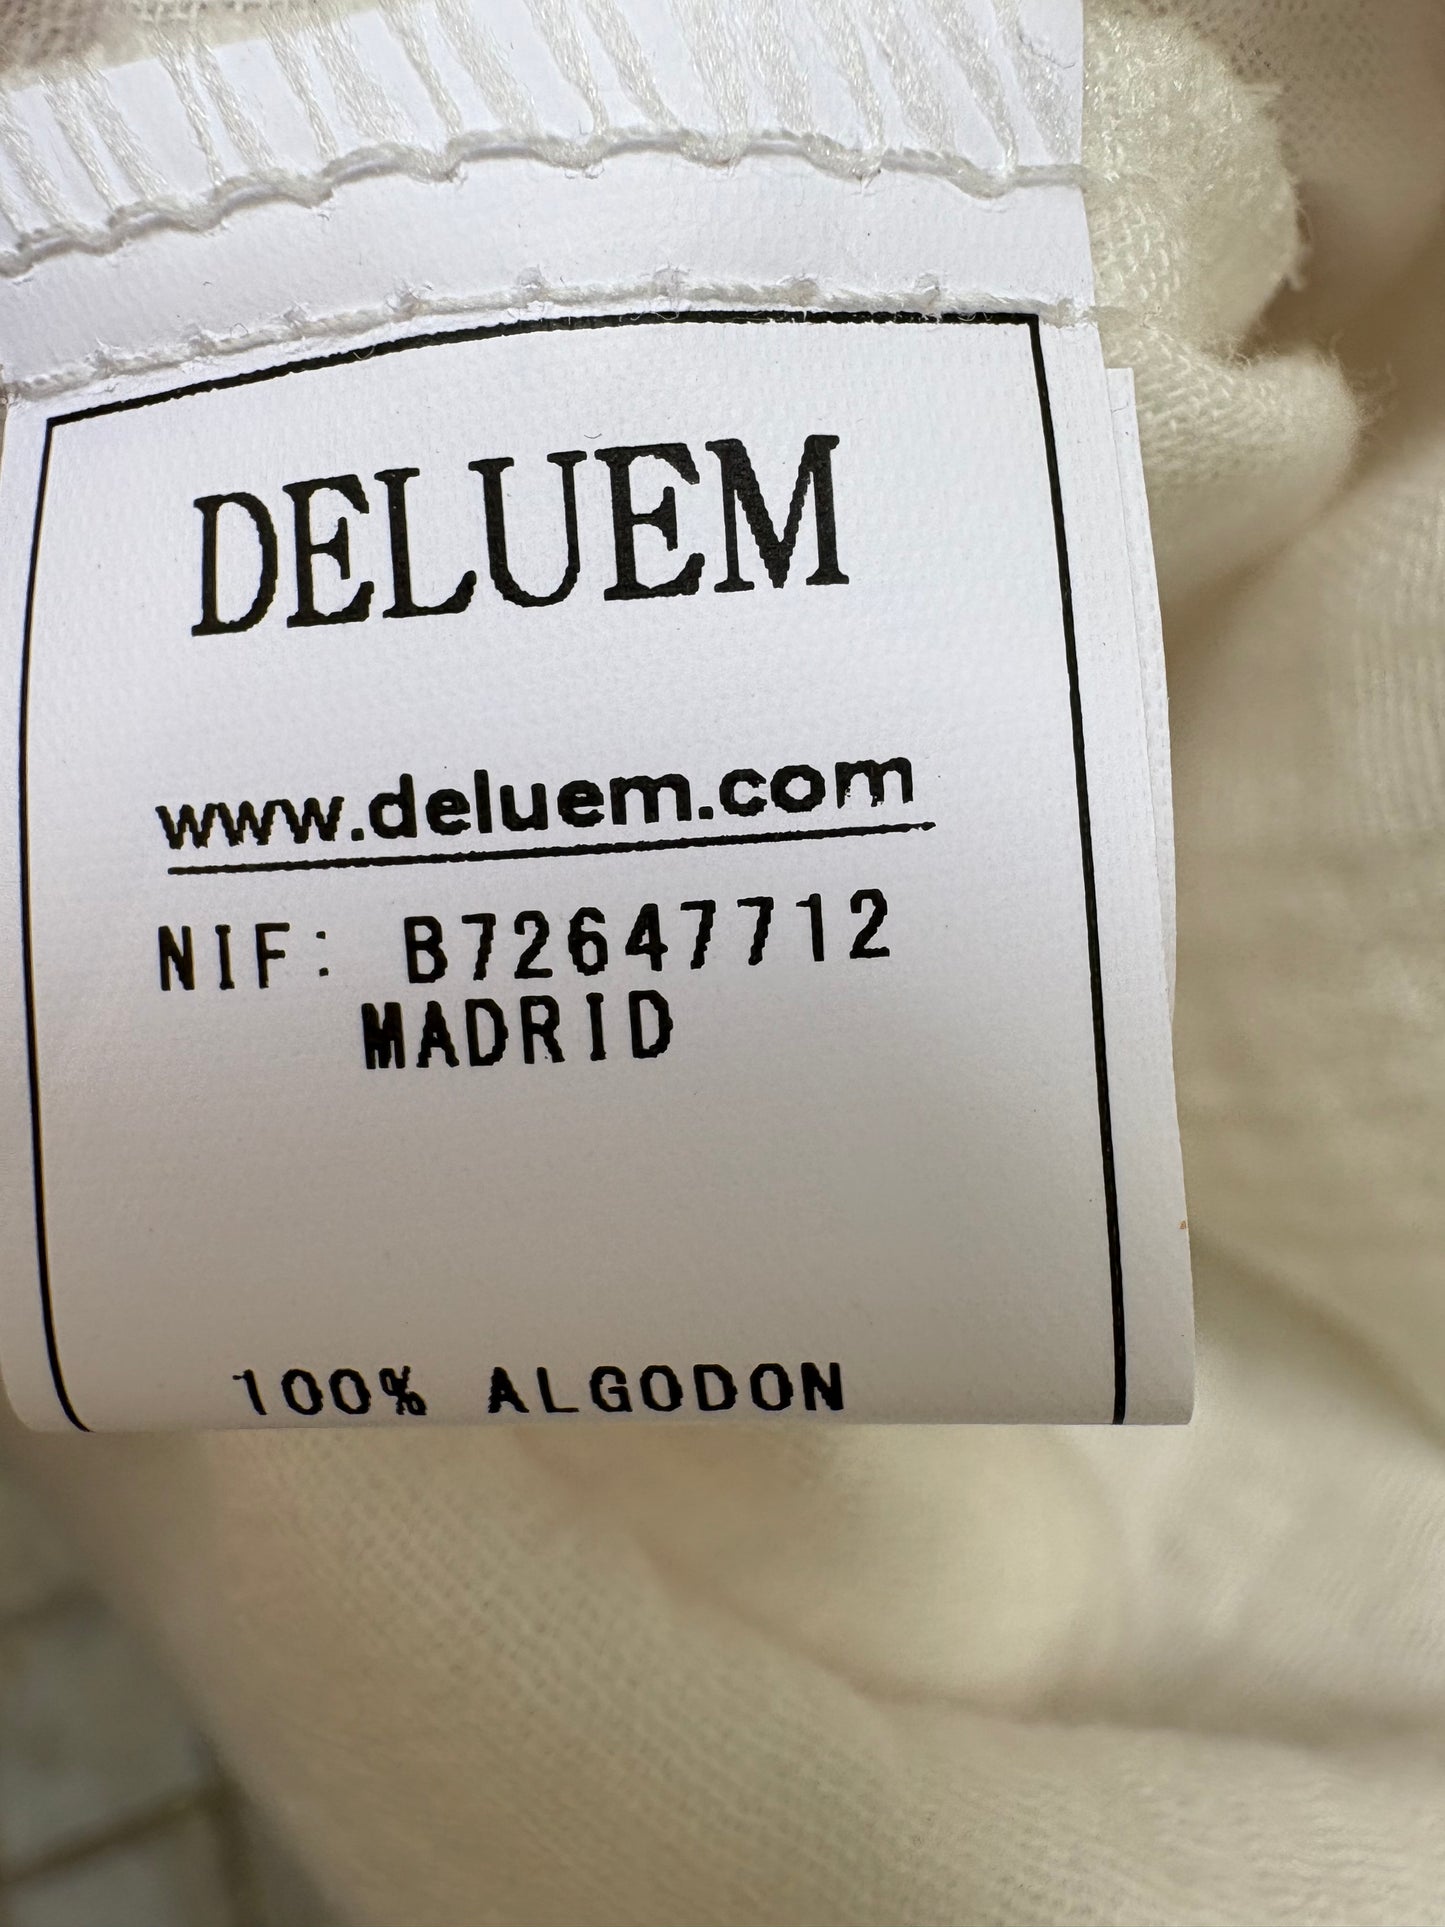 DELUEM
www.deluem.com
NIF: B72647712
MADRID
100% ALGODON